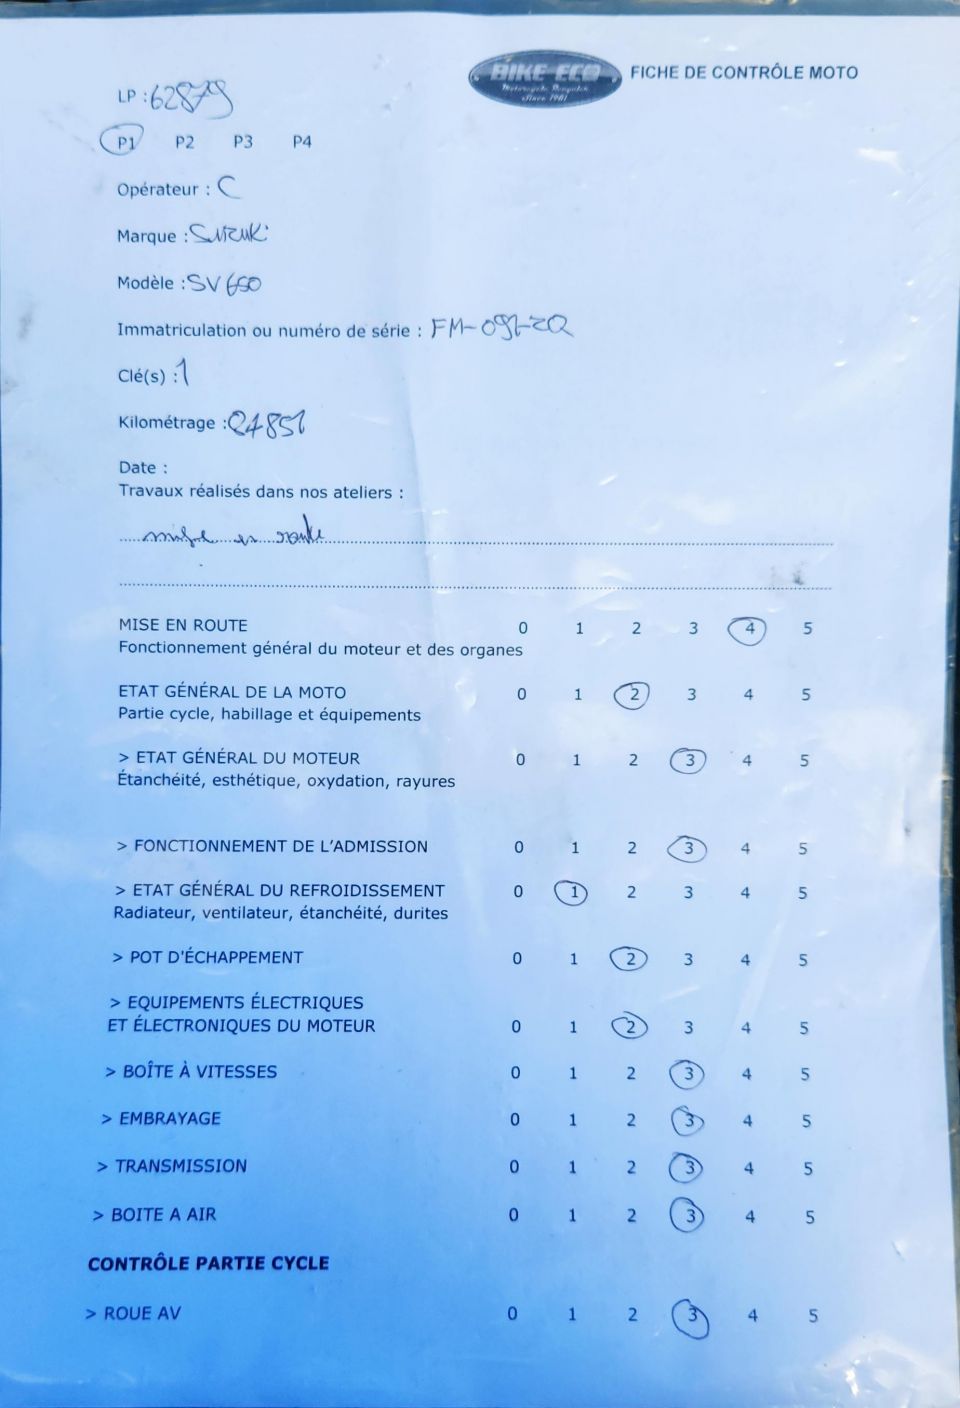 BIKE ECO
Motorcycle Recycler
Since 1981
FICHE DE CONTRÔLE MOTO
LP : 62879
P1 P2 P3 P4
Opérateur : C
Marque : Suzuki
Modèle : SV 650
Immatriculation ou numéro de série : FM-091-ZQ
Clé(s) : 1
Kilométrage : 24851
Date :
Travaux réalisés dans nos ateliers :
mise en route
MISE EN ROUTE 0 1 2 3 4 5
Fonctionnement général du moteur et des organes
ETAT GÉNÉRAL DE LA MOTO 0 1 2 3 4 5
Partie cycle, habillage et équipements
> ETAT GÉNÉRAL DU MOTEUR 0 1 2 3 4 5
Étanchéité, esthétique, oxydation, rayures
> FONCTIONNEMENT DE L'ADMISSION 0 1 2 3 4 5
> ETAT GÉNÉRAL DU REFROIDISSEMENT 0 1 2 3 4 5
Radiateur, ventilateur, étanchéité, durites
> POT D'ÉCHAPPEMENT 0 1 2 3 4 5
> EQUIPEMENTS ÉLECTRIQUES
ET ÉLECTRONIQUES DU MOTEUR 0 1 2 3 4 5
> BOÎTE À VITESSES 0 1 2 3 4 5
> EMBRAYAGE 0 1 2 3 4 5
> TRANSMISSION 0 1 2 3 4 5
> BOITE A AIR 0 1 2 3 4 5
CONTRÔLE PARTIE CYCLE
> ROUE AV 0 1 2 3 4 5